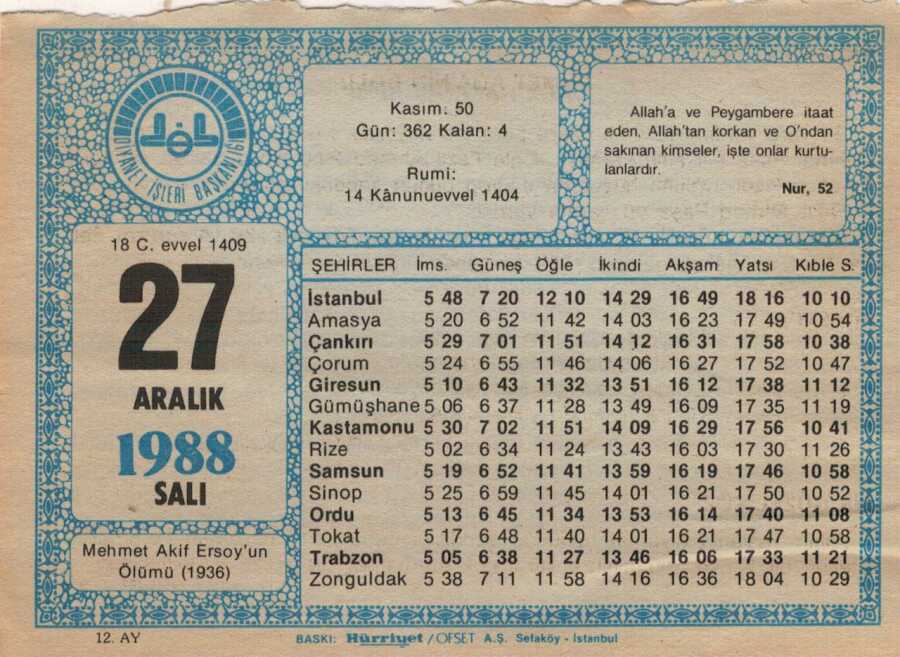 DİYANET İŞLERİ BAŞKANLIĞI
Kasım: 50
Gün: 362 Kalan: 4
Rumi:
14 Kânunuevvel 1404
Allah'a ve Peygambere itaat
eden, Allah'tan korkan ve O'ndan
sakınan kimseler, işte onlar kurtu-
lanlardır.
Nur, 52
18 C. evvel 1409
27
ARALIK
1988
SALI
Mehmet Akif Ersoy'un
Ölümü (1936)
ŞEHİRLER İms. Güneş Öğle İkindi Akşam Yatsı Kıble S.
İstanbul 5 48 7 20 12 10 14 29 16 49 18 16 10 10
Amasya 5 20 6 52 11 42 14 03 16 23 17 49 10 54
Çankırı 5 29 7 01 11 51 14 12 16 31 17 58 10 38
Çorum 5 24 6 55 11 46 14 06 16 27 17 52 10 47
Giresun 5 10 6 43 11 32 13 51 16 12 17 38 11 12
Gümüşhane 5 06 6 37 11 28 13 49 16 09 17 35 11 19
Kastamonu 5 30 7 02 11 51 14 09 16 29 17 56 10 41
Rize 5 02 6 34 11 24 13 43 16 03 17 30 11 26
Samsun 5 19 6 52 11 41 13 59 16 19 17 46 10 58
Sinop 5 25 6 59 11 45 14 01 16 21 17 50 10 52
Ordu 5 13 6 45 11 34 13 53 16 14 17 40 11 08
Tokat 5 17 6 48 11 40 14 01 16 21 17 47 10 58
Trabzon 5 05 6 38 11 27 13 46 16 06 17 33 11 21
Zonguldak 5 38 7 11 11 58 14 16 16 36 18 04 10 29
12. AY
BASKI: Hürriyet / OFSET A.Ş. Sefaköy - İstanbul